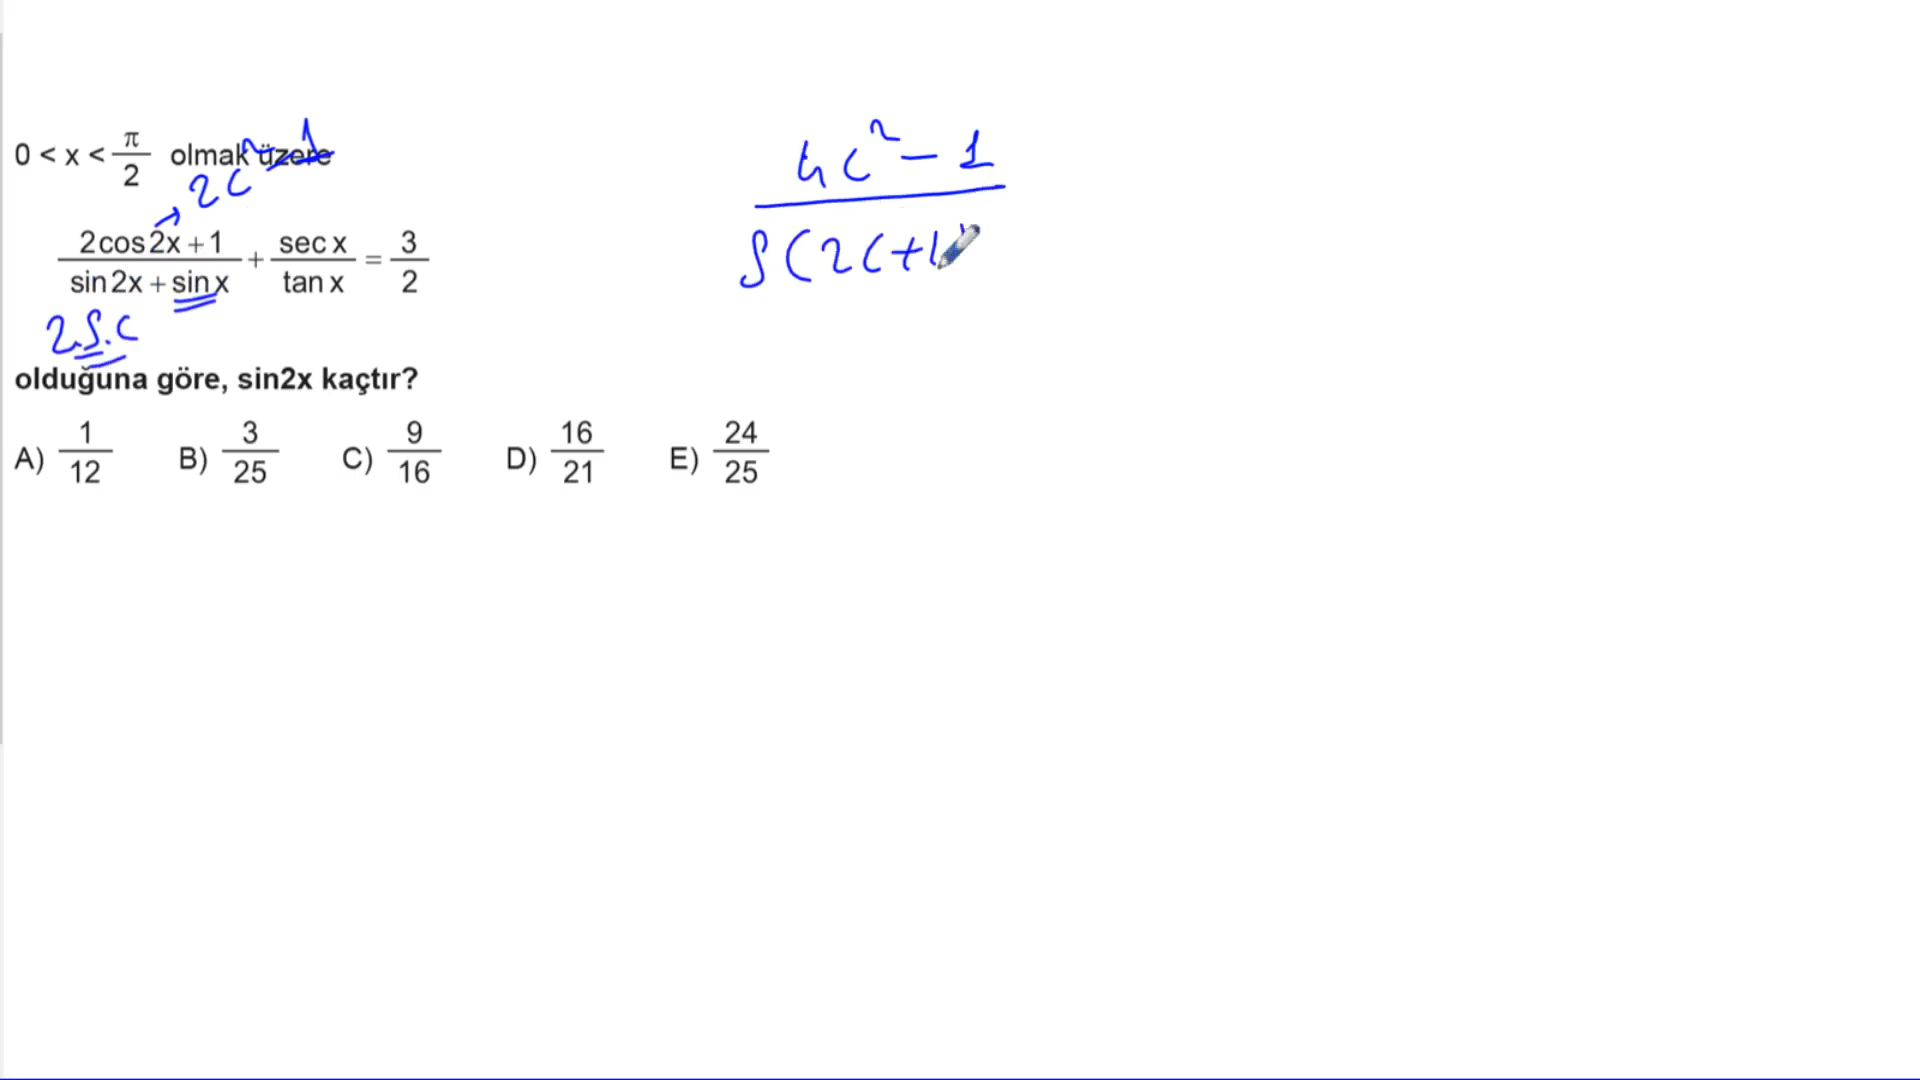 0 < x < π/2 olmak üzere
2c² - 1
(2cos2x + 1)/(sin2x + sinx) + secx/tanx = 3/2
2.S.c
olduğuna göre, sin2x kaçtır?
A) 1/12 B) 3/25 C) 9/16 D) 16/21 E) 24/25
4c² - 1
S(2c+1)